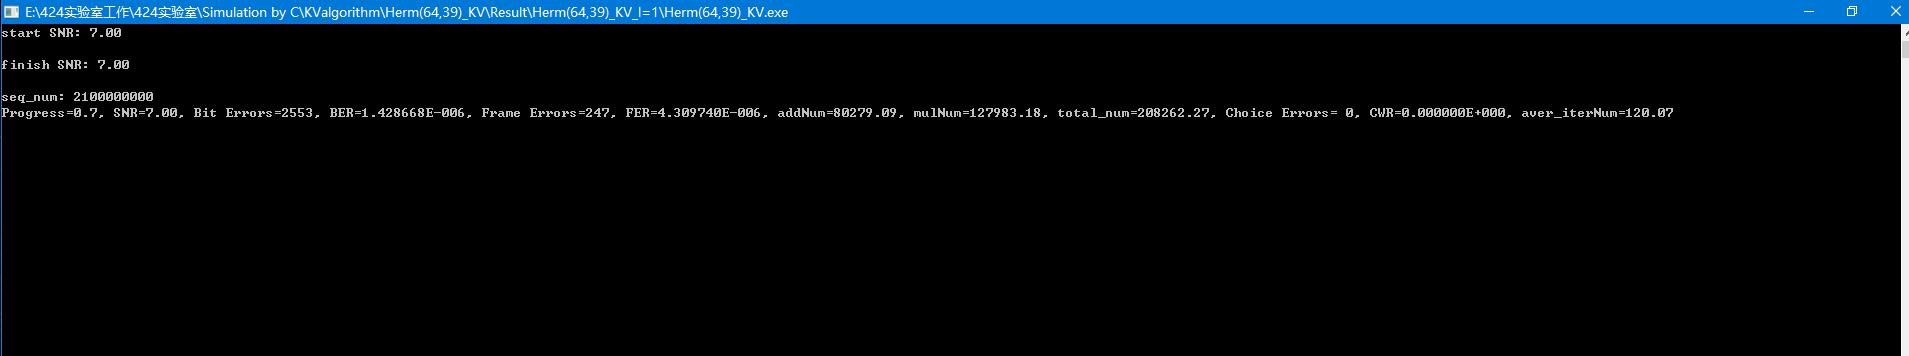 E:\424实验室工作\424实验室\Simulation by C\KValgorithm\Herm(64,39)_KV\Result\Herm(64,39)_KV_l=1\Herm(64,39)_KV.exe
start SNR: 7.00
finish SNR: 7.00
seq_num: 2100000000
Progress=0.7, SNR=7.00, Bit Errors=2553, BER=1.428668E-006, Frame Errors=247, FER=4.309740E-006, addNum=80279.09, mulNum=127983.18, total_num=208262.27, Choice Errors= 0, CWR=0.000000E+000, aver_iterNum=120.07